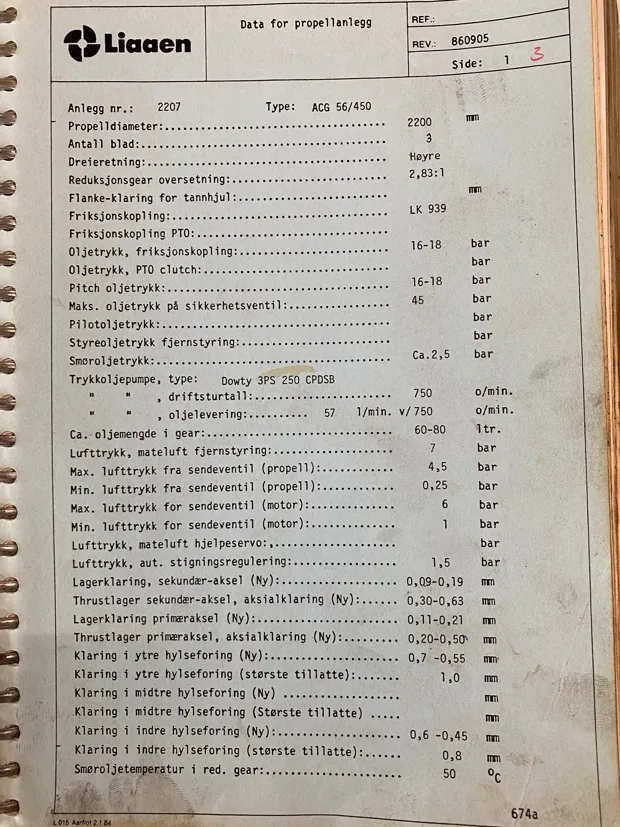 Liaaen
Data for propellanlegg
REF.:
REV.: 860905
Side: 1 3
Anlegg nr.: 2207 Type: ACG 56/450
Propelldiameter:................................... 2200 mm
Antall blad:....................................... 3
Dreieretning:...................................... Høyre
Reduksjonsgear oversetning:........................ 2,83:1
Flanke-klaring for tannhjul:....................... mm
Friksjonskopling:.................................. LK 939
Friksjonskopling PTO:..............................
Oljetrykk, friksjonskopling:....................... 16-18 bar
Oljetrykk, PTO clutch:............................. bar
Pitch oljetrykk:................................... 16-18 bar
Maks. oljetrykk på sikkerhetsventil:............... 45 bar
Pilotoljetrykk:.................................... bar
Styreoljetrykk fjernstyring:....................... bar
Smøroljetrykk:..................................... Ca.2,5 bar
Trykkoljepumpe, type: Dowty 3PS 250 CPDSB
" " , driftsturtall:..................... 750 o/min.
" " , oljelevering:.......... 57 l/min. v/750 o/min.
Ca. oljemengde i gear:............................. 60-80 ltr.
Lufttrykk, mateluft fjernstyring:.................. 7 bar
Max. lufttrykk fra sendeventil (propell):.......... 4,5 bar
Min. lufttrykk fra sendeventil (propell):.......... 0,25 bar
Max. lufttrykk for sendeventil (motor):............ 6 bar
Min. lufttrykk for sendeventil (motor):............ 1 bar
Lufttrykk, mateluft hjelpeservo:,.................. bar
Lufttrykk, aut. stigningsregulering:............... 1,5 bar
Lagerklaring, sekundær-aksel (Ny):................. 0,09-0,19 mm
Thrustlager sekundær-aksel, aksialklaring (Ny):...... 0,30-0,63 mm
Lagerklaring primæraksel (Ny):..................... 0,11-0,21 mm
Thrustlager primæraksel, aksialklaring (Ny):....... 0,20-0,50 mm
Klaring i ytre hylseforing (Ny):................... 0,7 -0,55 mm
Klaring i ytre hylseforing (største tillatte):....... 1,0 mm
Klaring i midtre hylseforing (Ny) ................. mm
Klaring i midtre hylseforing (Største tillatte) ..... mm
Klaring i indre hylseforing (Ny):.................. 0,6 -0,45 mm
Klaring i indre hylseforing (største tillatte):...... 0,8 mm
Smøroljetemperatur i red. gear:.................... 50 °C
674a
L 015 Aarfrot 2.1.84